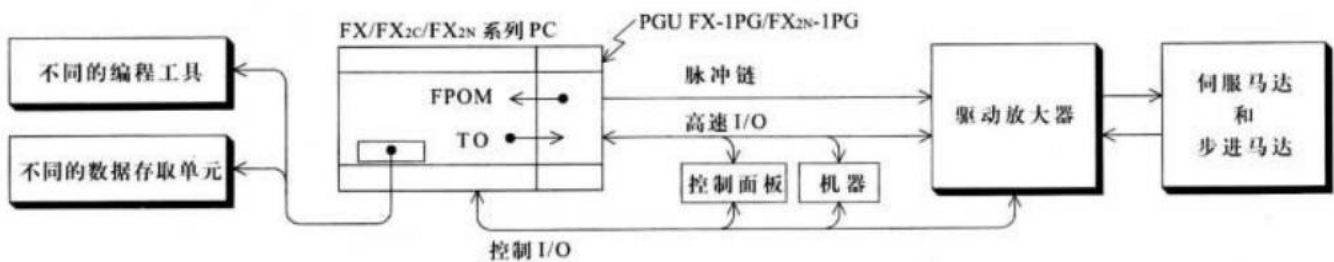 FX/FX2C/FX2N 系列 PC
PGU FX-1PG/FX2N-1PG
不同的编程工具
不同的数据存取单元
FPOM
TO
脉冲链
高速 I/O
控制面板
机器
驱动放大器
伺服马达
和
步进马达
控制 I/O